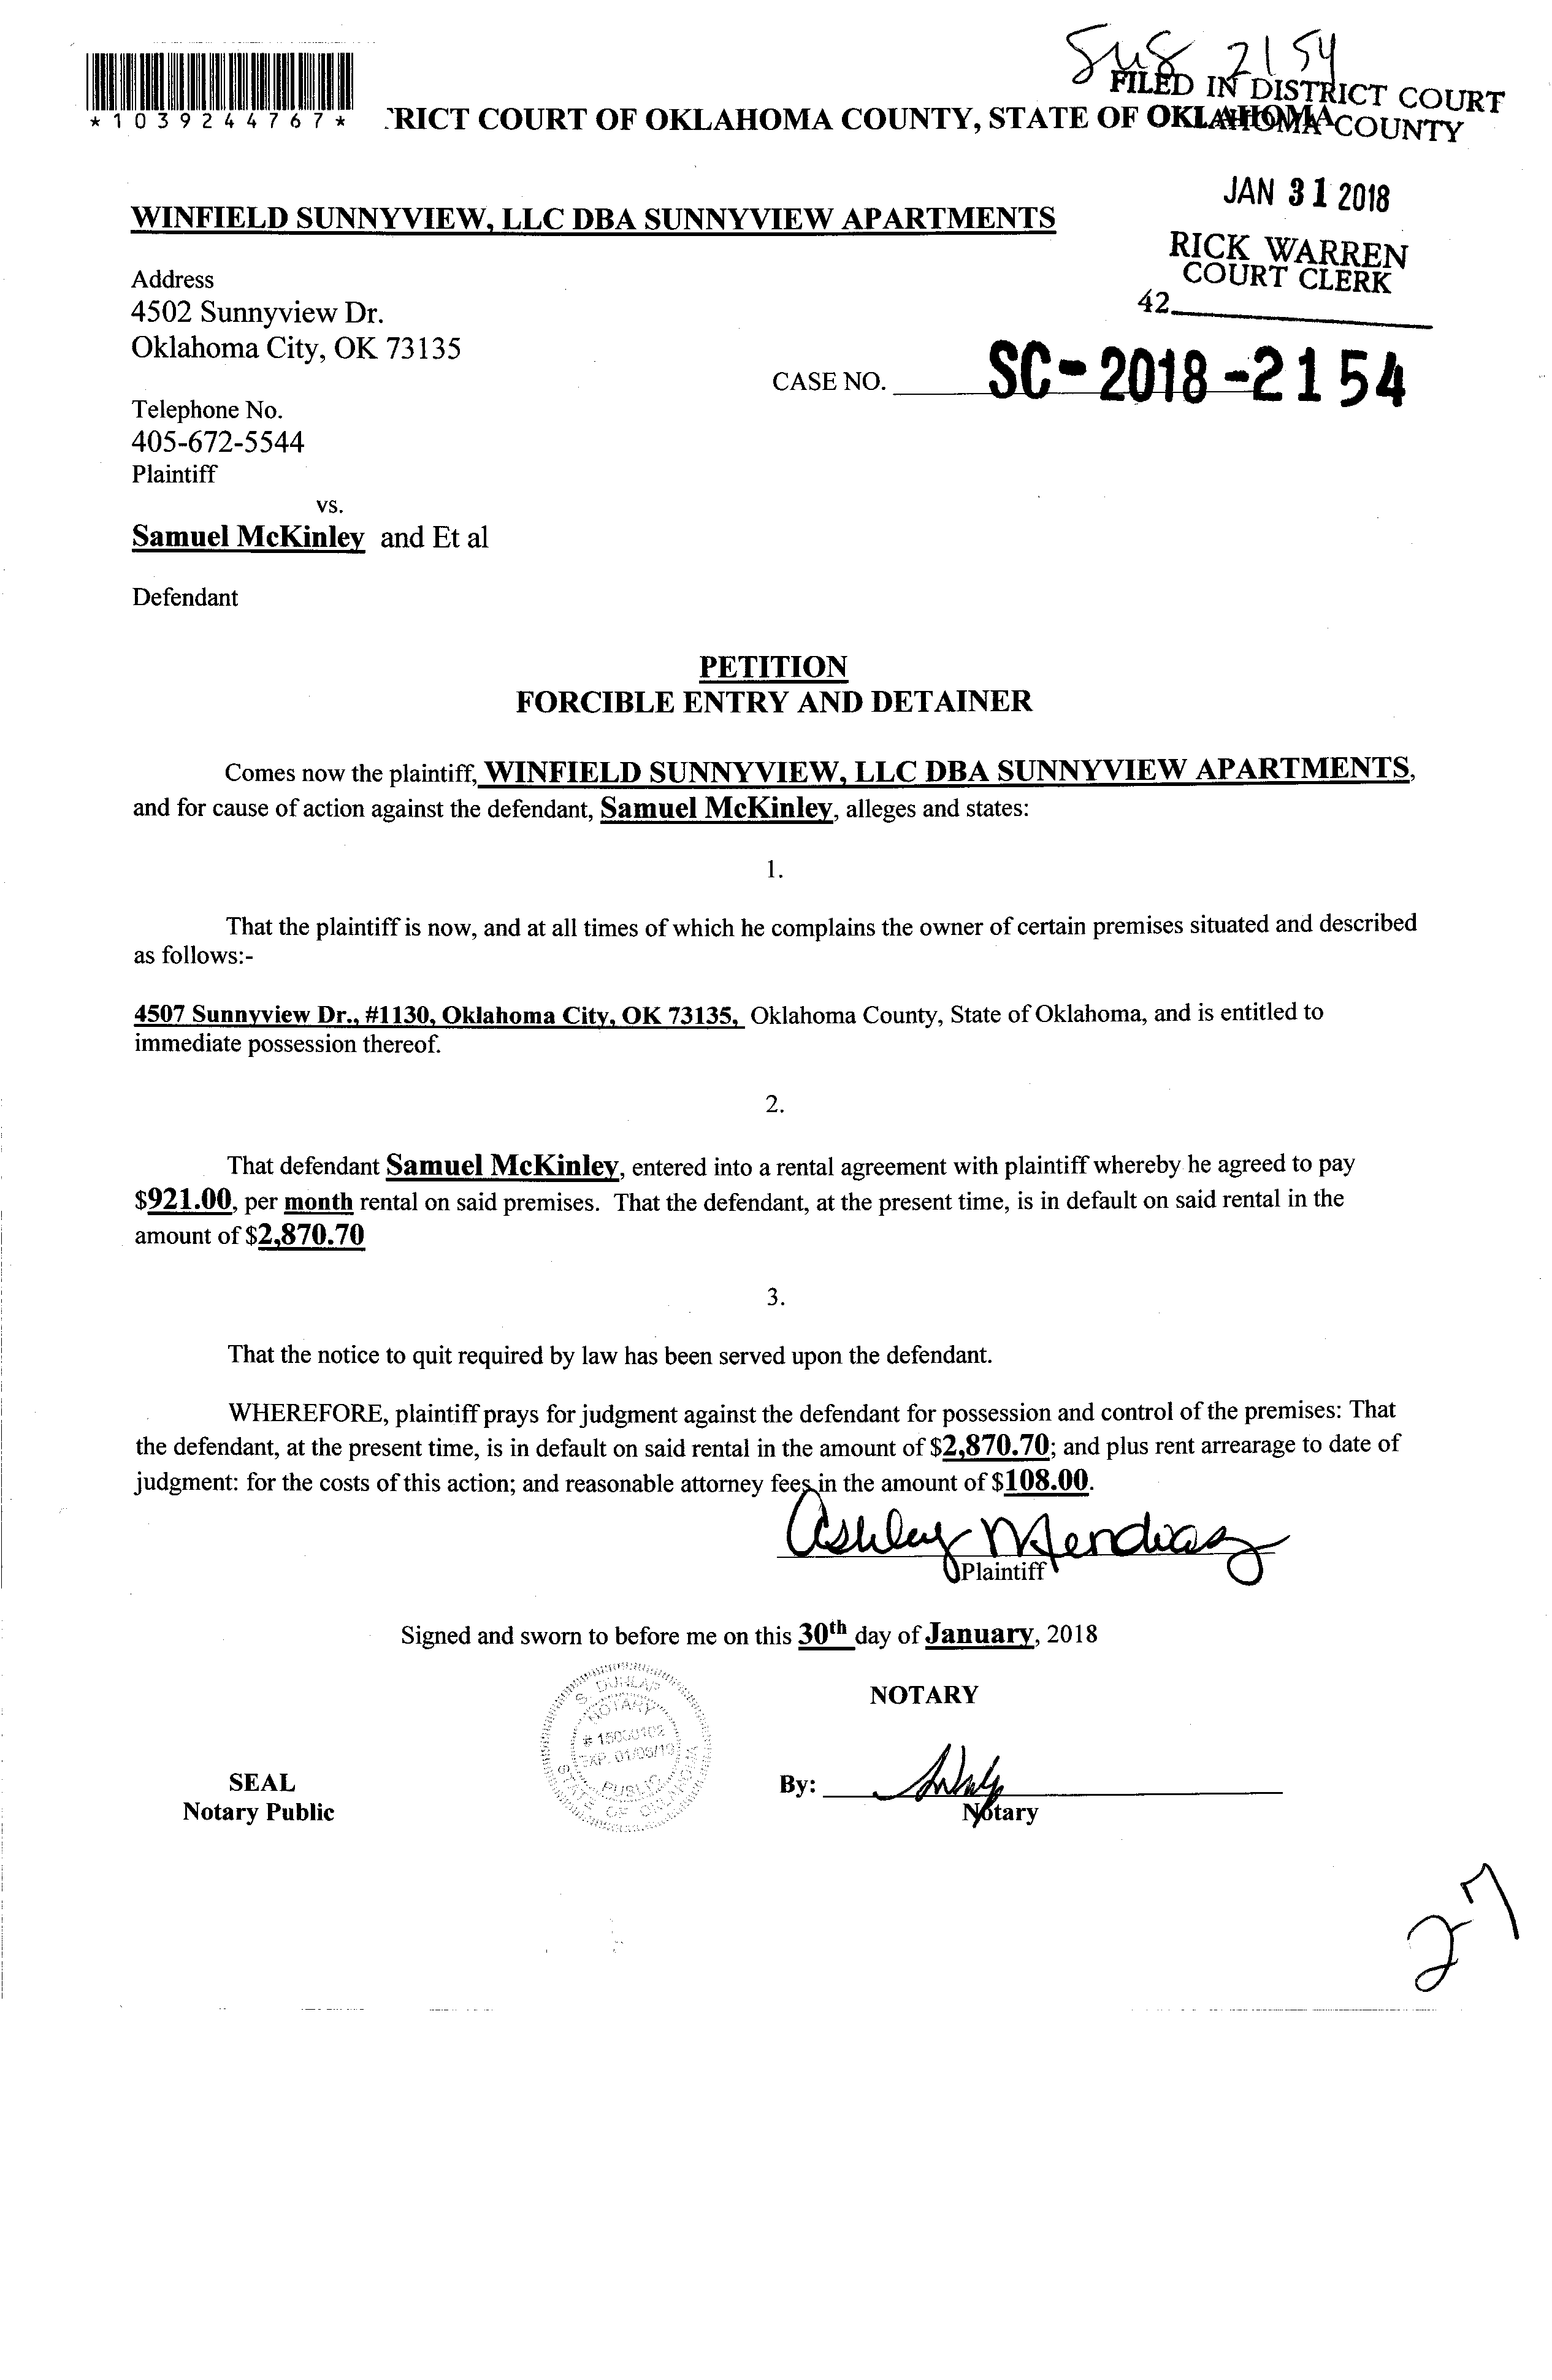 2154
FILED IN DISTRICT COURT
*1039244767* RICT COURT OF OKLAHOMA COUNTY, STATE OF OKLAHOMA
OKLAHOMA COUNTY
JAN 31 2018
WINFIELD SUNNYVIEW, LLC DBA SUNNYVIEW APARTMENTS
RICK WARREN
COURT CLERK
42
Address
4502 Sunnyview Dr.
Oklahoma City, OK 73135
CASE NO. SC-2018-2154
Telephone No.
405-672-5544
Plaintiff
vs.
Samuel McKinley and Et al
Defendant
PETITION
FORCIBLE ENTRY AND DETAINER
Comes now the plaintiff, WINFIELD SUNNYVIEW, LLC DBA SUNNYVIEW APARTMENTS,
and for cause of action against the defendant, Samuel McKinley, alleges and states:
1.
That the plaintiff is now, and at all times of which he complains the owner of certain premises situated and described
as follows:-
4507 Sunnyview Dr., #1130, Oklahoma City, OK 73135, Oklahoma County, State of Oklahoma, and is entitled to
immediate possession thereof.
2.
That defendant Samuel McKinley, entered into a rental agreement with plaintiff whereby he agreed to pay
$921.00, per month rental on said premises. That the defendant, at the present time, is in default on said rental in the
amount of $2,870.70
3.
That the notice to quit required by law has been served upon the defendant.
WHEREFORE, plaintiff prays for judgment against the defendant for possession and control of the premises: That
the defendant, at the present time, is in default on said rental in the amount of $2,870.70; and plus rent arrearage to date of
judgment: for the costs of this action; and reasonable attorney fees in the amount of $108.00.
Ashley Mendias
Plaintiff
Signed and sworn to before me on this 30th day of January, 2018
S. DUNLAP
NOTARY
EXP. 01/05/19
PUBLIC
STATE OF OKLAHOMA
NOTARY
SEAL
Notary Public
By:
Notary
27